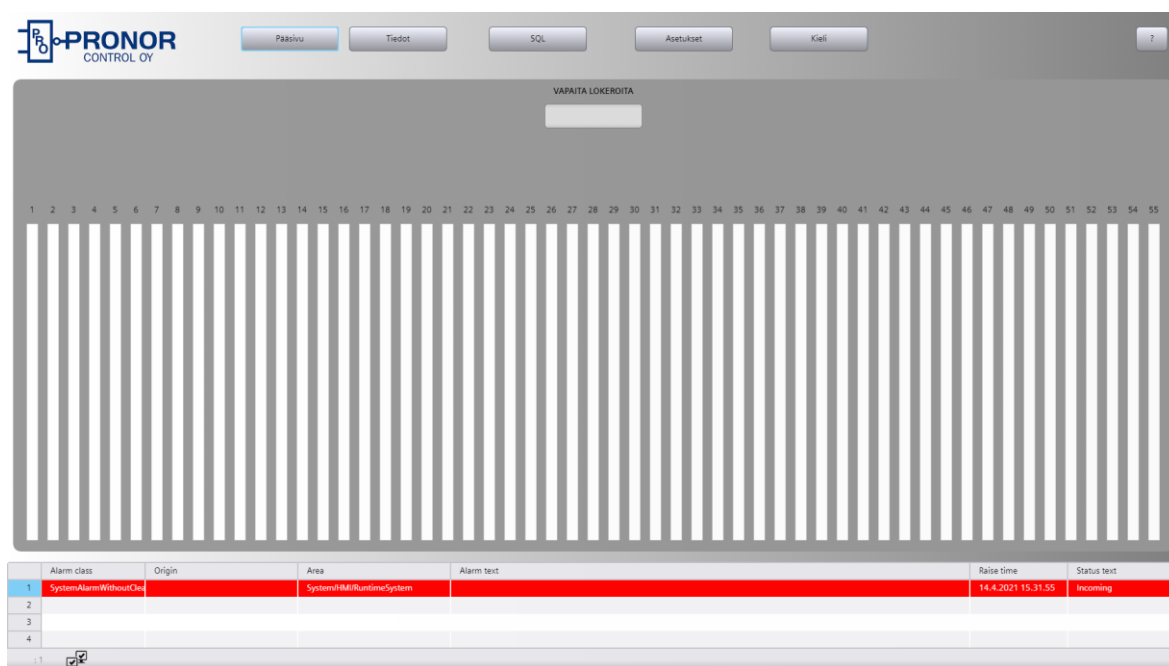 PRO
PRONOR
CONTROL OY
Pääsivu Tiedot SQL Asetukset Kieli ?
VAPAITA LOKEROITA
1 2 3 4 5 6 7 8 9 10 11 12 13 14 15 16 17 18 19 20 21 22 23 24 25 26 27 28 29 30 31 32 33 34 35 36 37 38 39 40 41 42 43 44 45 46 47 48 49 50 51 52 53 54 55
Alarm class Origin Area Alarm text Raise time Status text
1 SystemAlarmWithoutClea System/HMI/RuntimeSystem 14.4.2021 15.31.55 Incoming
2
3
4
: 1